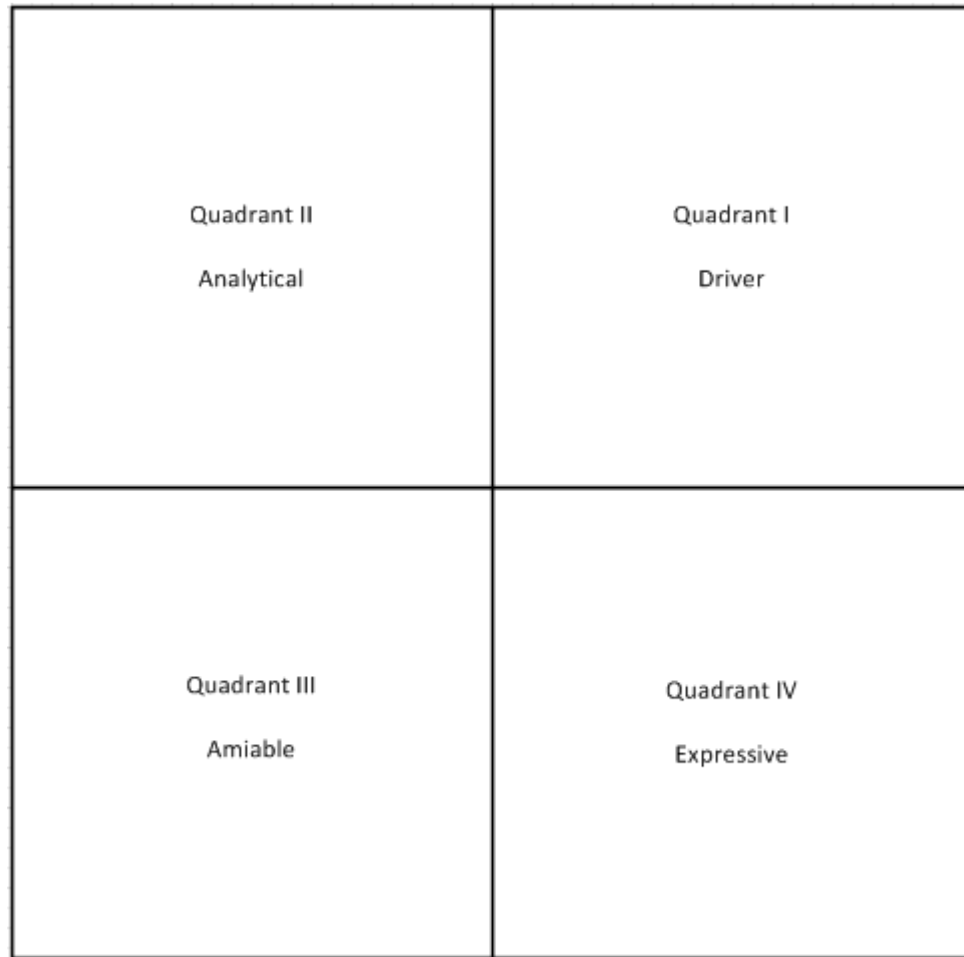 Quadrant II
Analytical
Quadrant I
Driver
Quadrant III
Amiable
Quadrant IV
Expressive